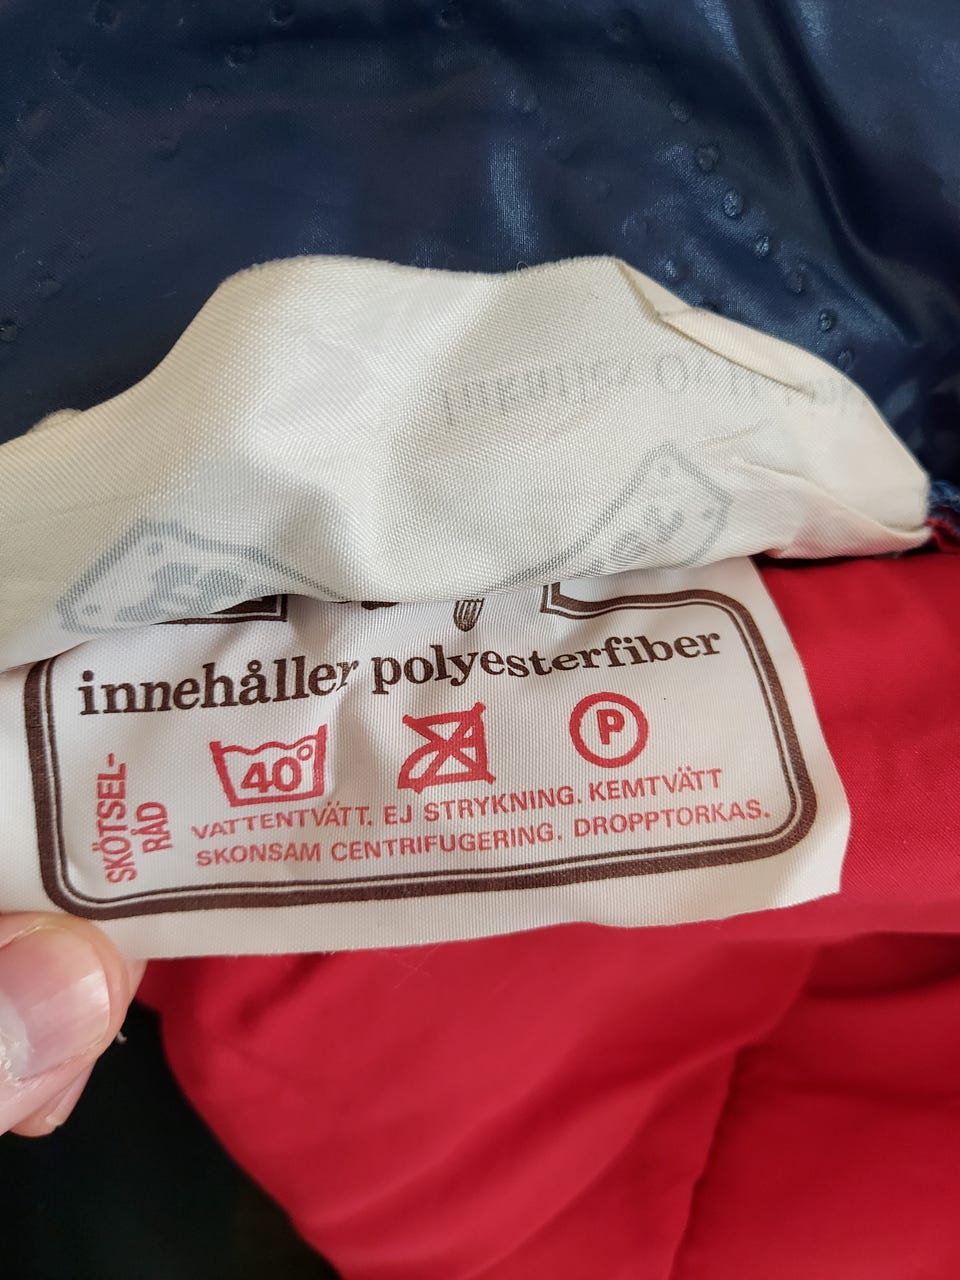 innehåller polyesterfiber
SKÖTSEL-
RÅD
40°
P
VATTENTVÄTT. EJ STRYKNING. KEMTVÄTT
SKONSAM CENTRIFUGERING. DROPPTORKAS.